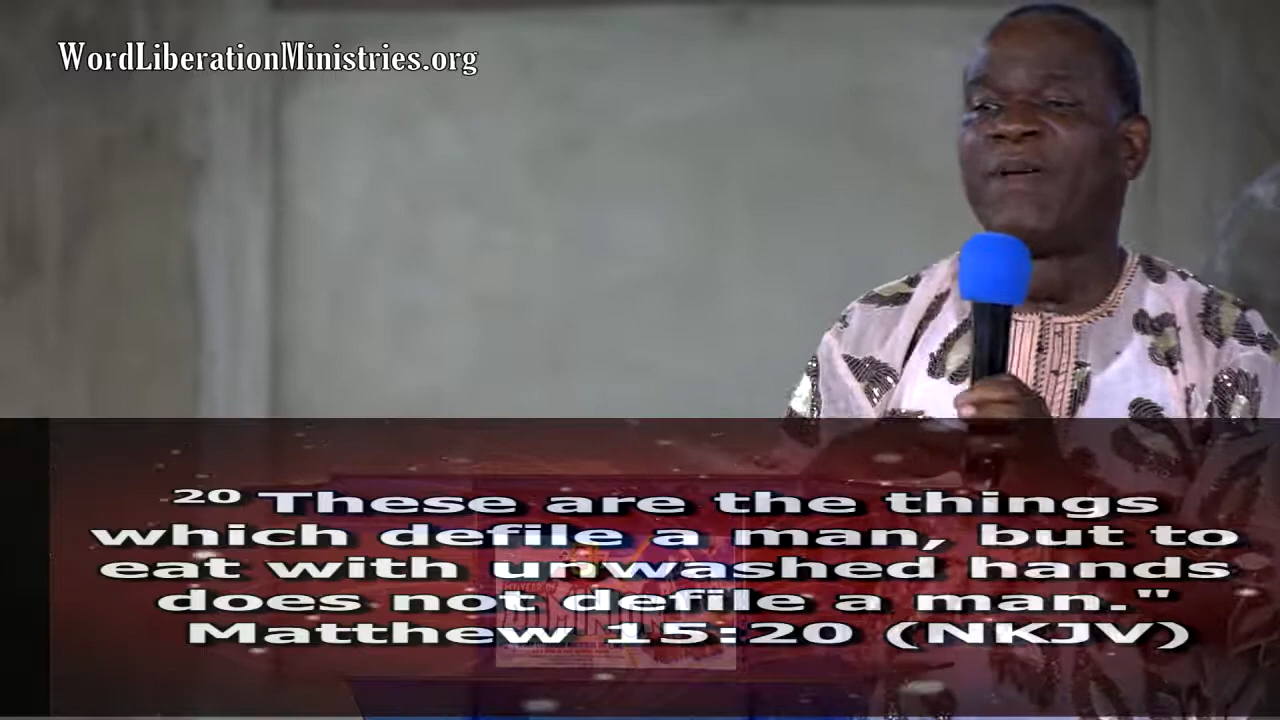 WordLiberationMinistries.org
20 These are the things
which defile a man, but to
eat with unwashed hands
does not defile a man."
Matthew 15:20 (NKJV)